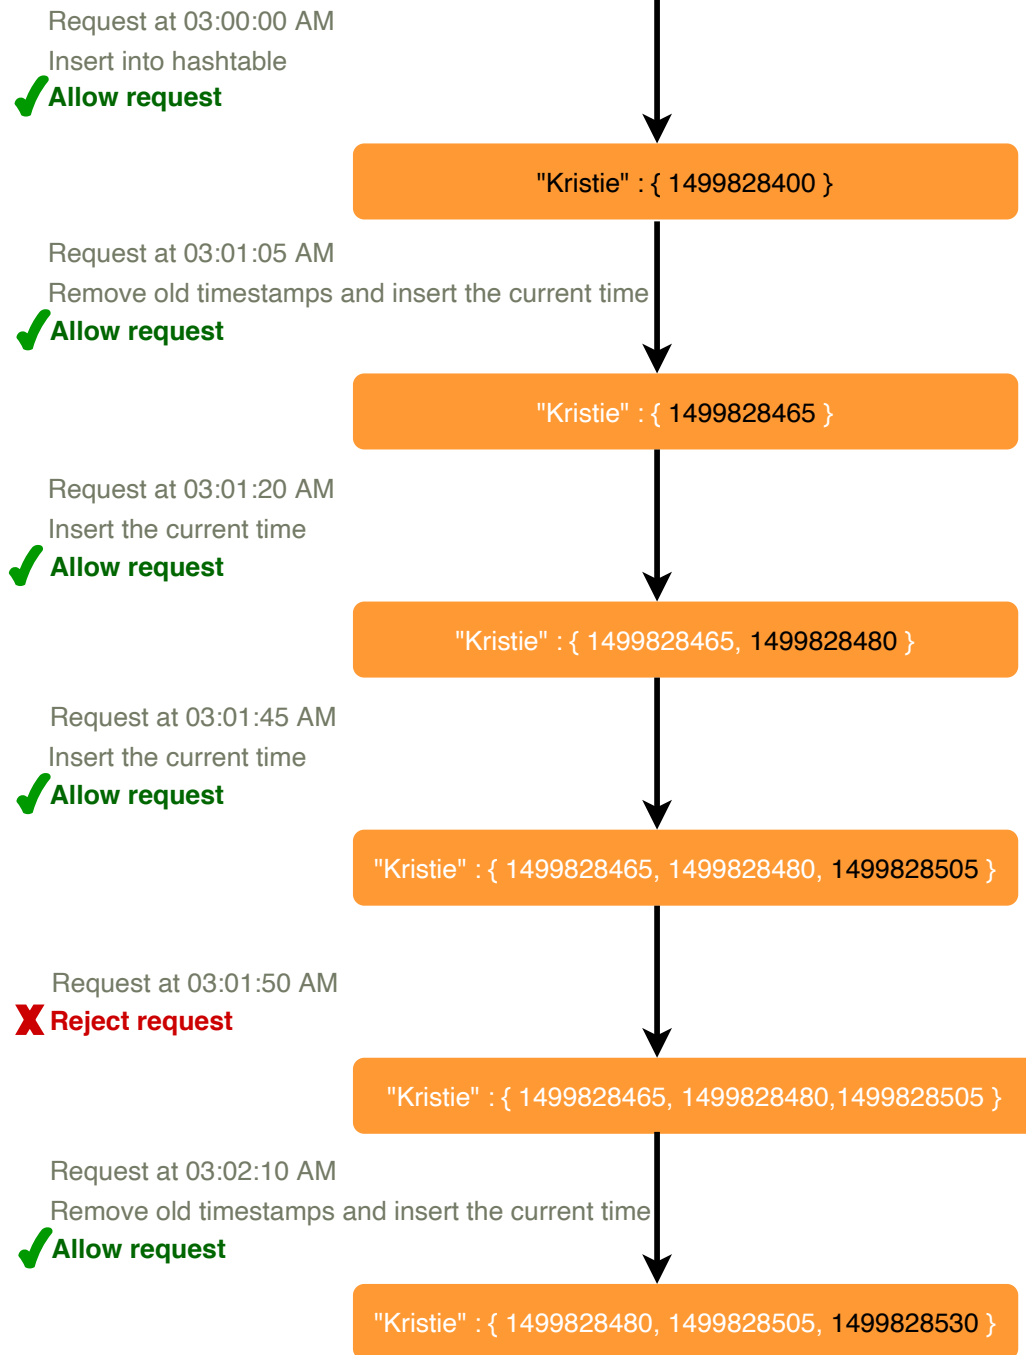 Request at 03:00:00 AM
Insert into hashtable
Allow request
"Kristie" : { 1499828400 }
Request at 03:01:05 AM
Remove old timestamps and insert the current time
Allow request
"Kristie" : { 1499828465 }
Request at 03:01:20 AM
Insert the current time
Allow request
"Kristie" : { 1499828465, 1499828480 }
Request at 03:01:45 AM
Insert the current time
Allow request
"Kristie" : { 1499828465, 1499828480, 1499828505 }
Request at 03:01:50 AM
Reject request
"Kristie" : { 1499828465, 1499828480,1499828505 }
Request at 03:02:10 AM
Remove old timestamps and insert the current time
Allow request
"Kristie" : { 1499828480, 1499828505, 1499828530 }